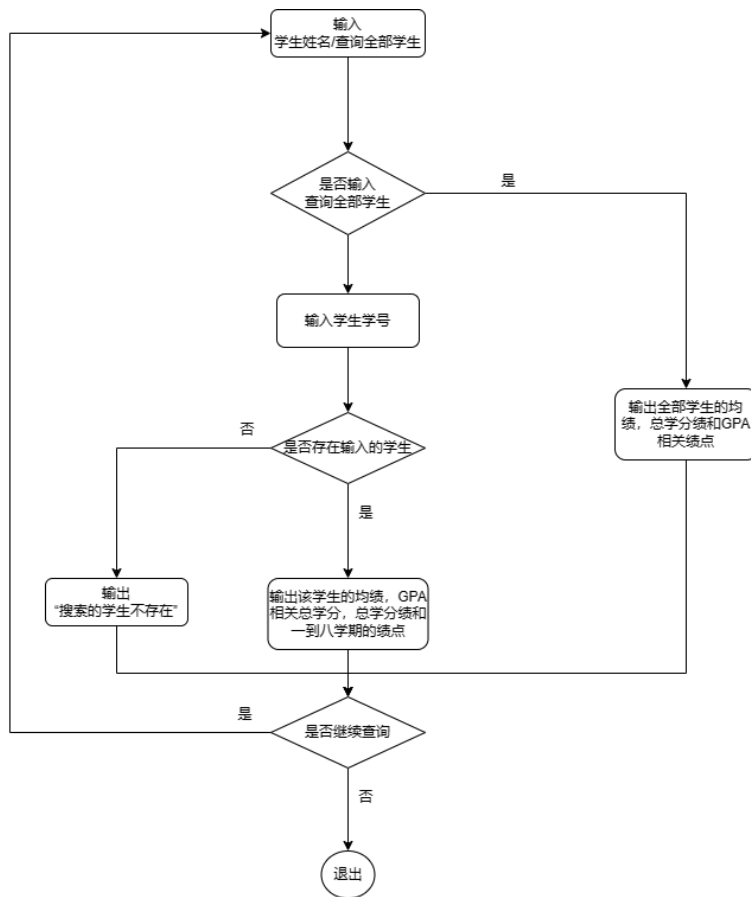 输入
学生姓名/查询全部学生
是否输入
查询全部学生
是
输入学生学号
输出全部学生的均
绩，总学分绩和GPA
相关绩点
否
是否存在输入的学生
是
输出
“搜索的学生不存在”
输出该学生的均绩，GPA
相关总学分，总学分绩和
一到八学期的绩点
是
是否继续查询
否
退出